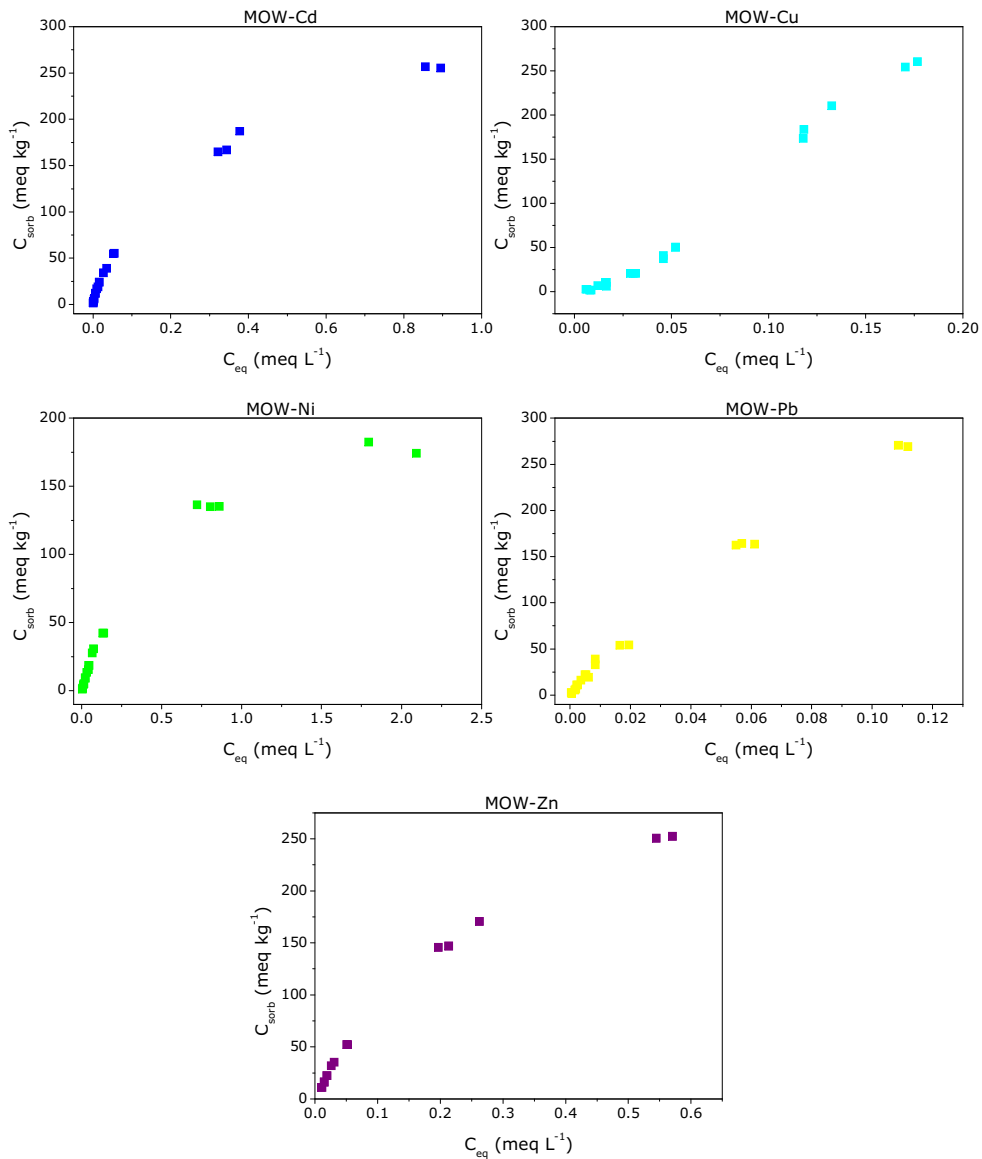 MOW-Cd
300
250
200
150
100
50
0
C_sorb (meq kg⁻¹)
0.0 0.2 0.4 0.6 0.8 1.0
C_eq (meq L⁻¹)
MOW-Cu
300
250
200
150
100
50
0
C_sorb (meq kg⁻¹)
0.00 0.05 0.10 0.15 0.20
C_eq (meq L⁻¹)
MOW-Ni
200
150
100
50
0
C_sorb (meq kg⁻¹)
0.0 0.5 1.0 1.5 2.0 2.5
C_eq (meq L⁻¹)
MOW-Pb
300
250
200
150
100
50
0
C_sorb (meq kg⁻¹)
0.00 0.02 0.04 0.06 0.08 0.10 0.12
C_eq (meq L⁻¹)
MOW-Zn
250
200
150
100
50
0
C_sorb (meq kg⁻¹)
0.0 0.1 0.2 0.3 0.4 0.5 0.6
C_eq (meq L⁻¹)